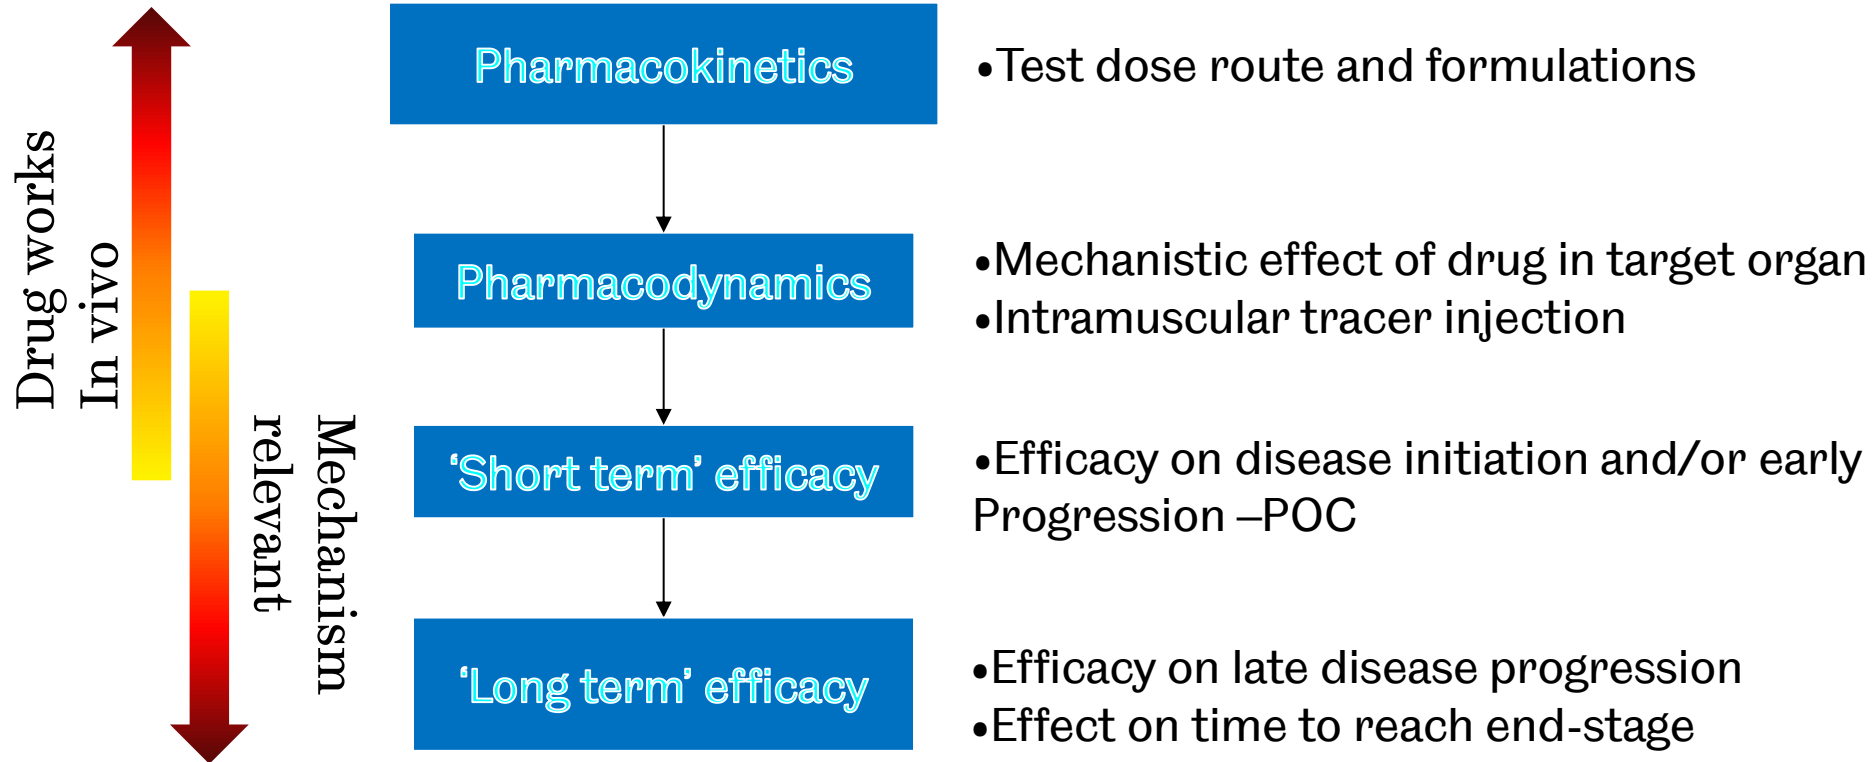 Drug works
In vivo
Mechanism
relevant
Pharmacokinetics
•Test dose route and formulations
Pharmacodynamics
•Mechanistic effect of drug in target organ
•Intramuscular tracer injection
‘Short term’ efficacy
•Efficacy on disease initiation and/or early
Progression –POC
‘Long term’ efficacy
•Efficacy on late disease progression
•Effect on time to reach end-stage